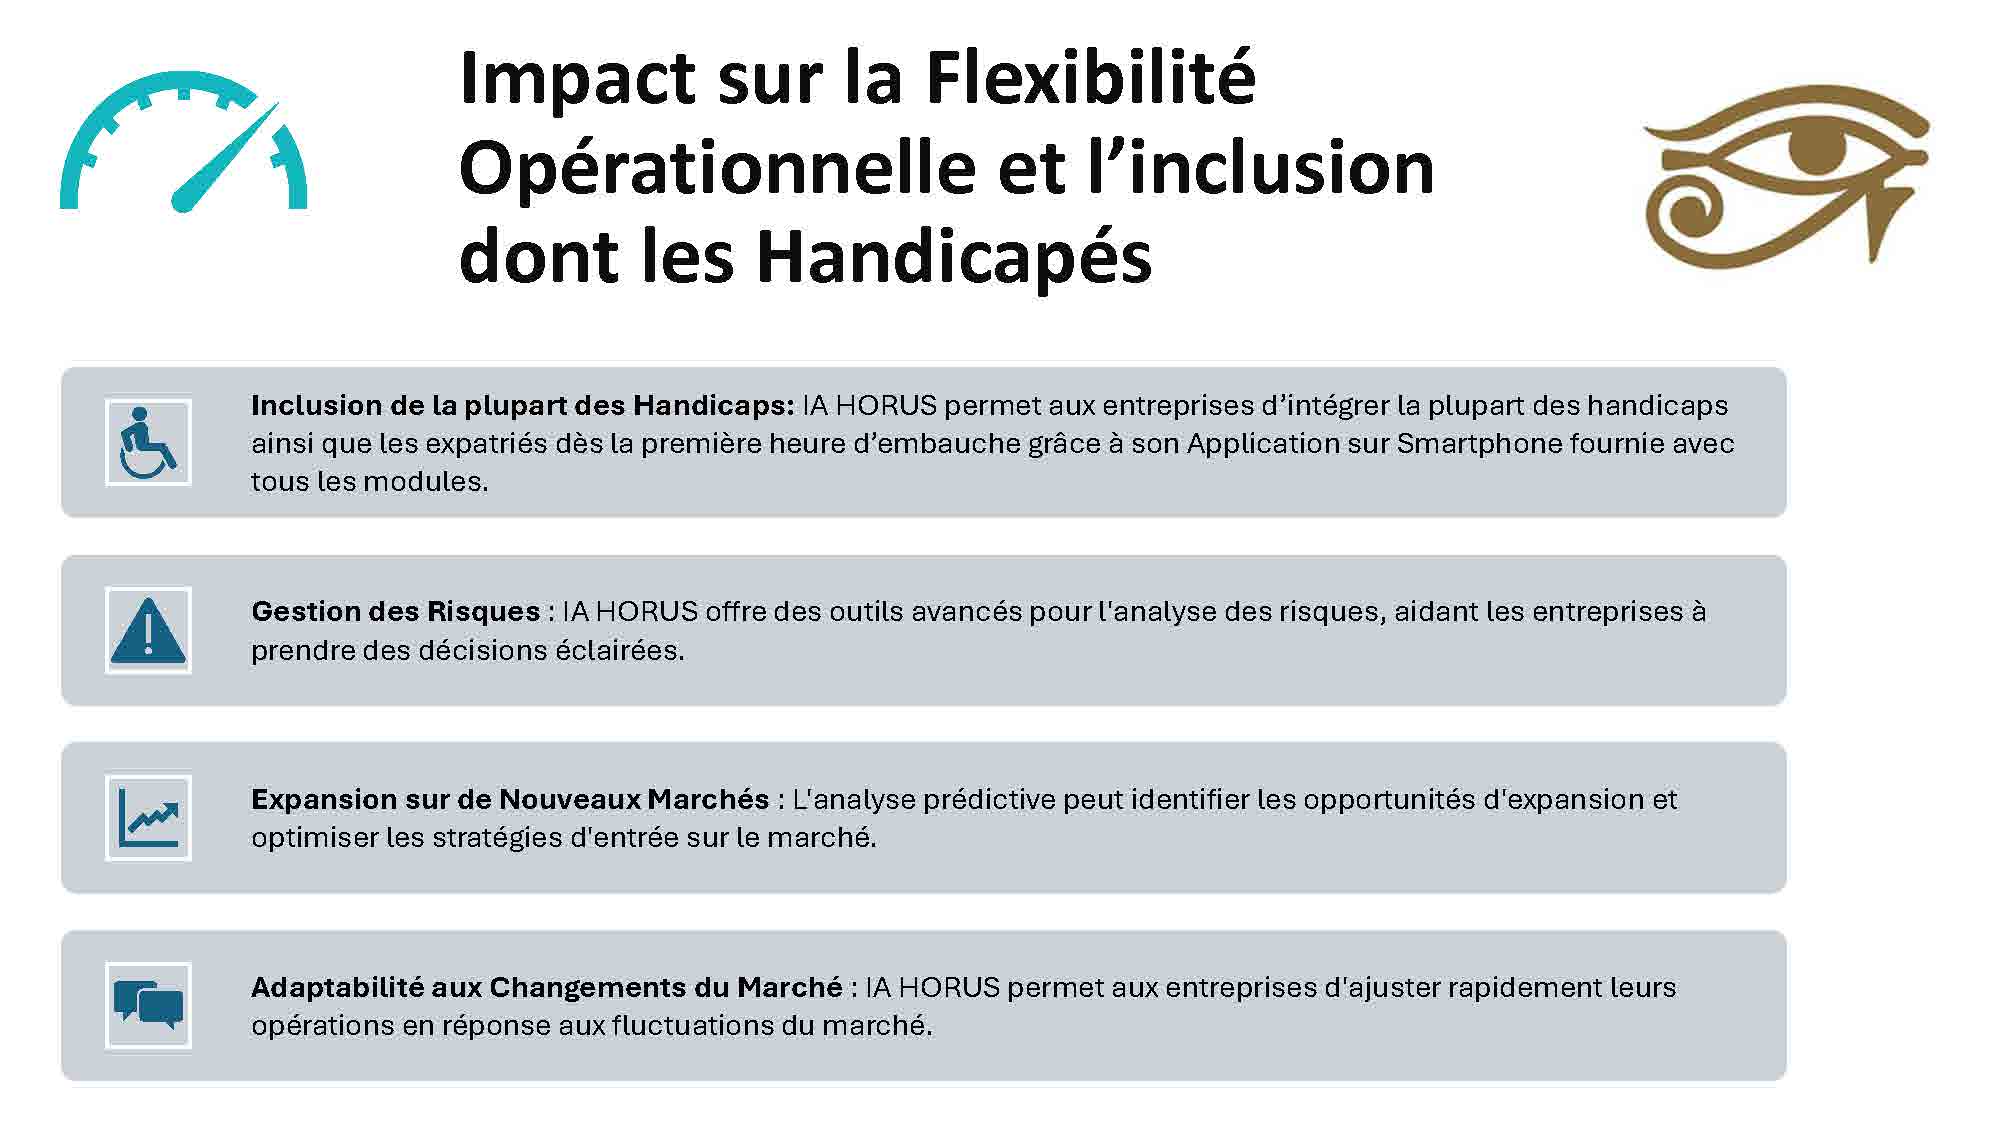 Impact sur la Flexibilité
Opérationnelle et l’inclusion
dont les Handicapés
Inclusion de la plupart des Handicaps: IA HORUS permet aux entreprises d’intégrer la plupart des handicaps
ainsi que les expatriés dès la première heure d’embauche grâce à son Application sur Smartphone fournie avec
tous les modules.
Gestion des Risques : IA HORUS offre des outils avancés pour l'analyse des risques, aidant les entreprises à
prendre des décisions éclairées.
Expansion sur de Nouveaux Marchés : L'analyse prédictive peut identifier les opportunités d'expansion et
optimiser les stratégies d'entrée sur le marché.
Adaptabilité aux Changements du Marché : IA HORUS permet aux entreprises d'ajuster rapidement leurs
opérations en réponse aux fluctuations du marché.